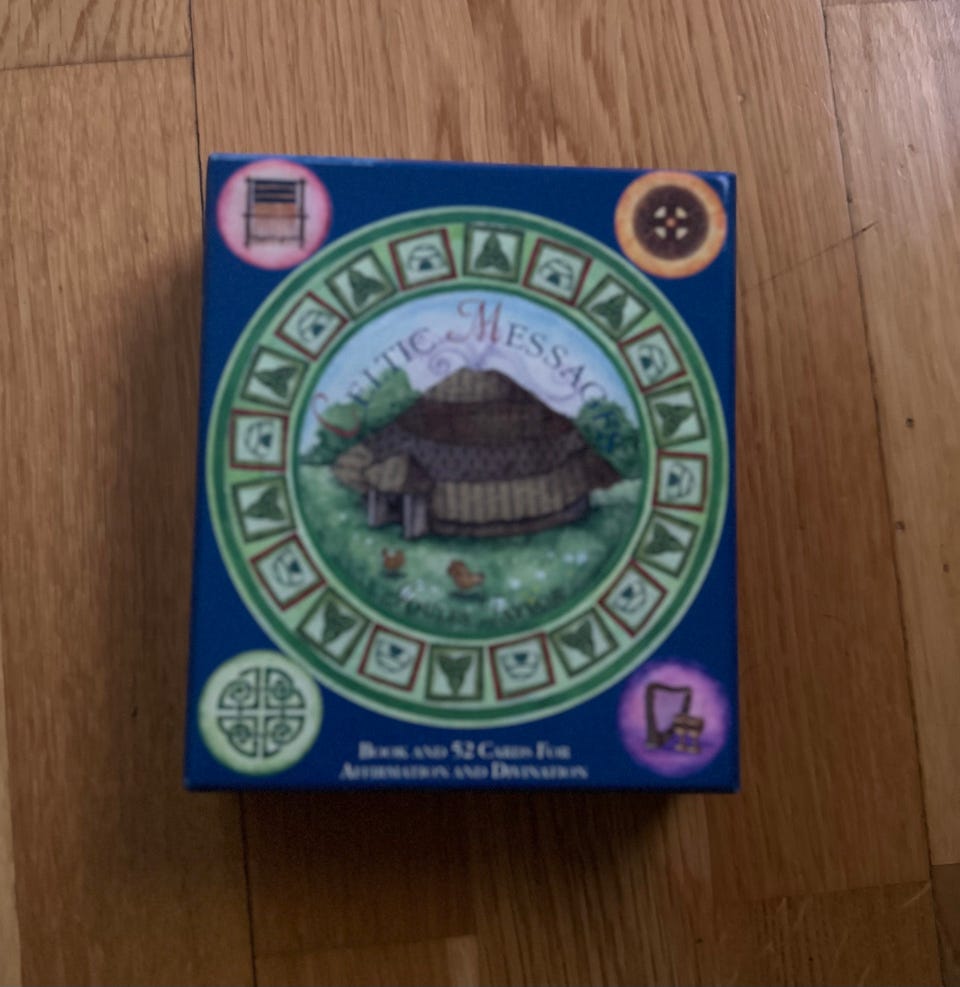 CELTIC MESSAGES
BOOK AND 52 CARDS FOR
AFFIRMATION AND DIVINATION